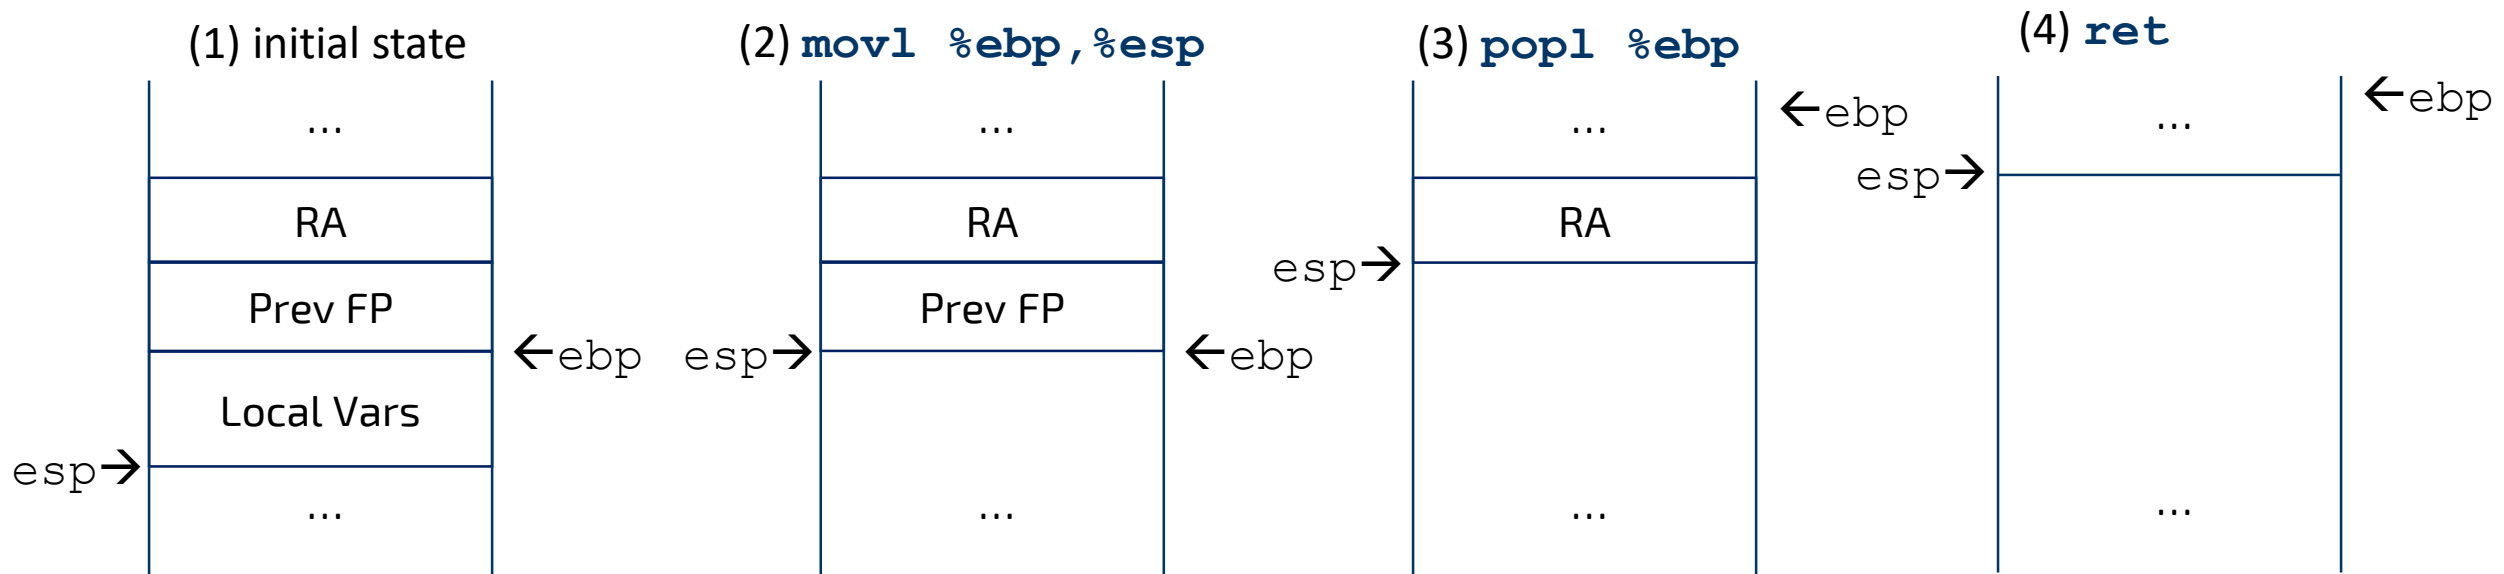 (1) initial state
...
RA
Prev FP
←ebp
Local Vars
esp→
...
(2) movl %ebp,%esp
...
RA
Prev FP
esp→
←ebp
...
(3) popl %ebp
←ebp
...
RA
esp→
...
(4) ret
←ebp
...
esp→
...